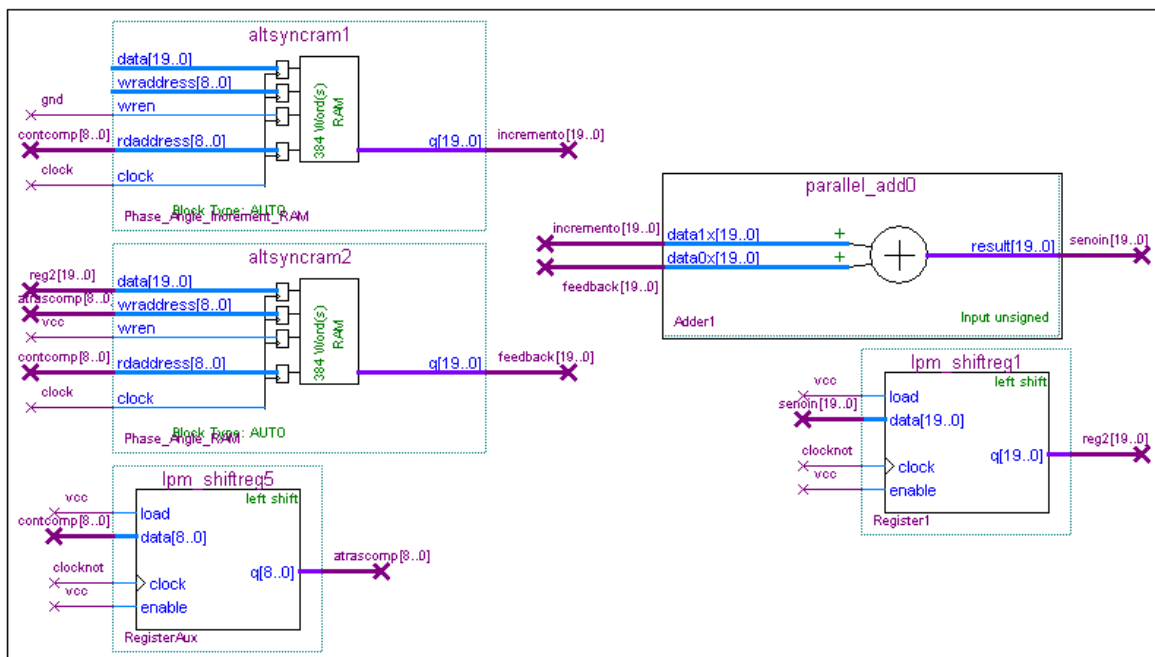 altsyncram1
data[19..0]
wraddress[8..0]
gnd
wren
contcomp[8..0]
rdaddress[8..0]
384 Word(s)
RAM
q[19..0]
incremento[19..0]
clock
clock
Block Type: AUTO
Phase_Angle_Increment_RAM
altsyncram2
reg2[19..0]
data[19..0]
atrascomp[8..0]
wraddress[8..0]
vcc
wren
contcomp[8..0]
rdaddress[8..0]
384 Word(s)
RAM
q[19..0]
feedback[19..0]
clock
clock
Block Type: AUTO
Phase_Angle_RAM
lpm_shiftreg5
left shift
vcc
load
contcomp[8..0]
data[8..0]
clocknot
clock
q[8..0]
atrascomp[8..0]
vcc
enable
RegisterAux
parallel_add0
incremento[19..0]
data1x[19..0]
+
data0x[19..0]
+
feedback[19..0]
result[19..0]
senoin[19..0]
Adder1
Input unsigned
lpm_shiftreg1
left shift
vcc
load
senoin[19..0]
data[19..0]
clocknot
clock
q[19..0]
reg2[19..0]
vcc
enable
Register1